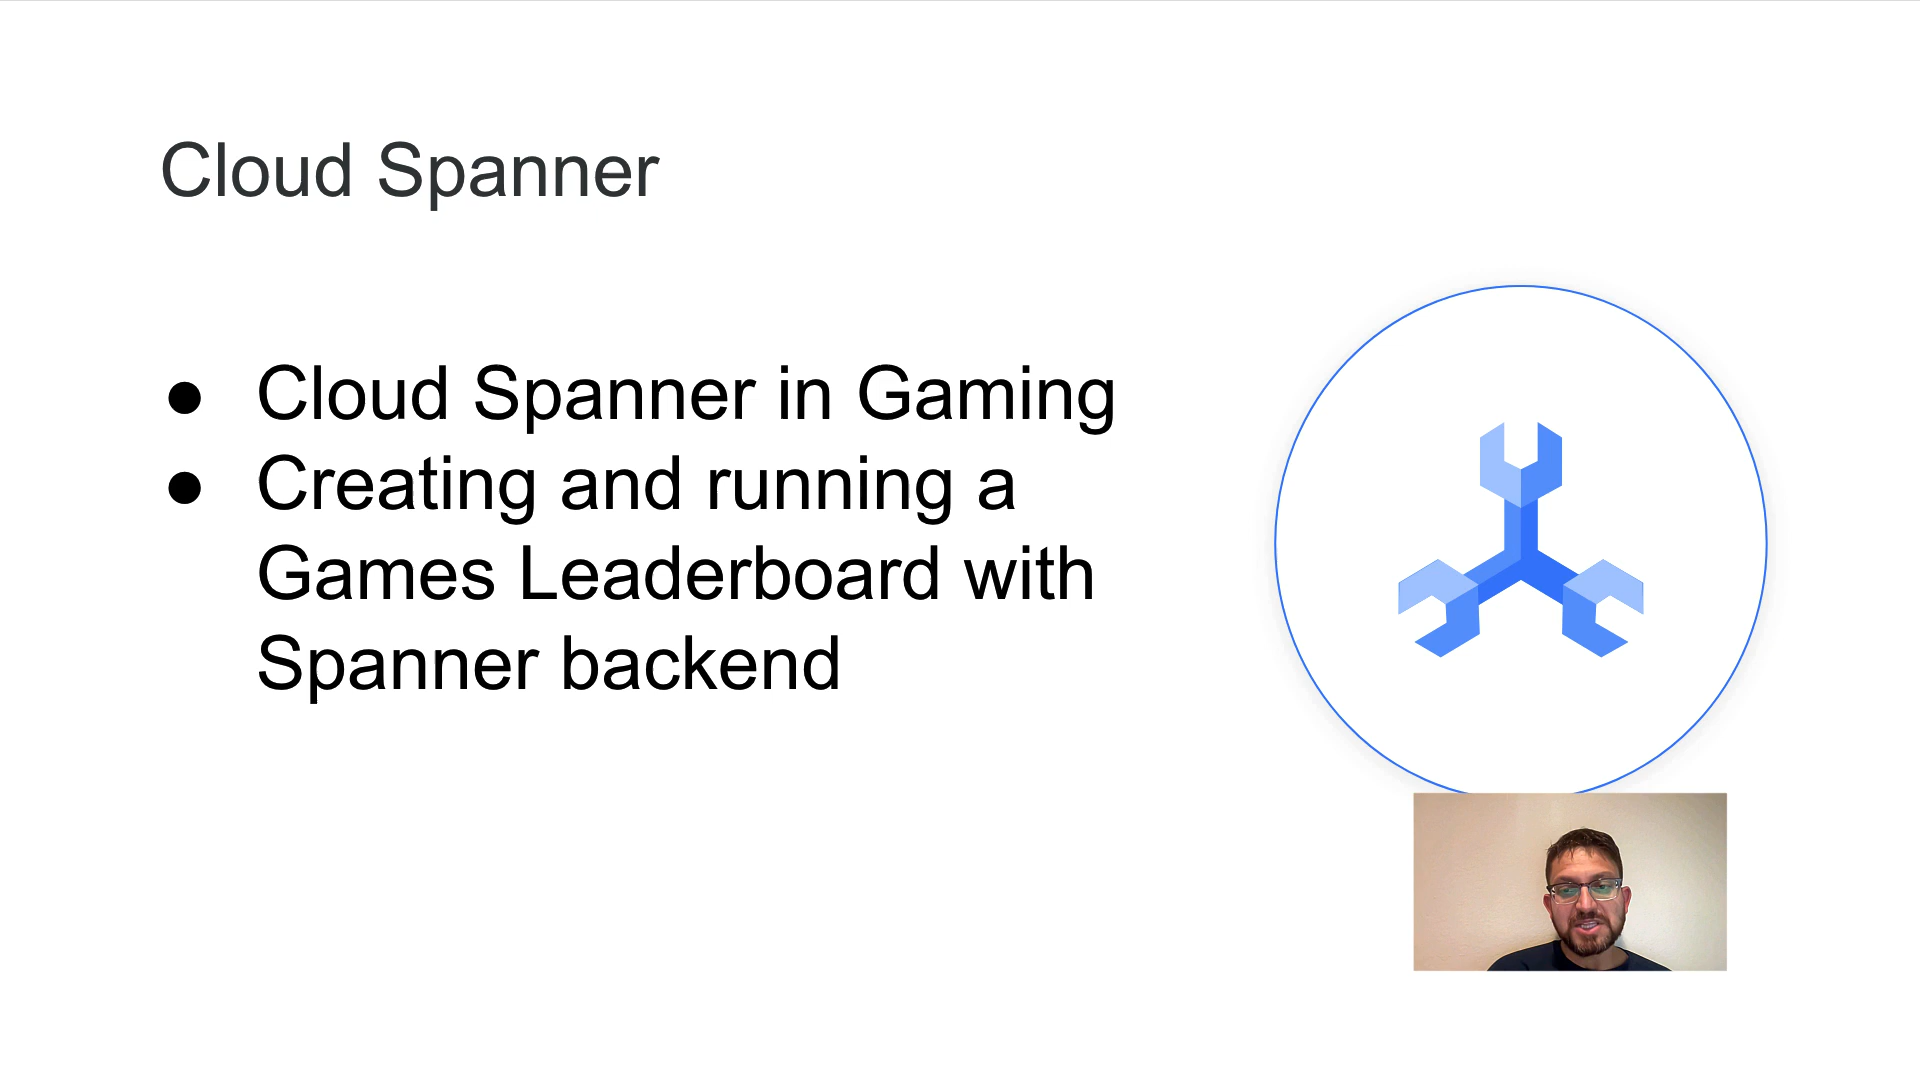 Cloud Spanner
● Cloud Spanner in Gaming
● Creating and running a
Games Leaderboard with
Spanner backend